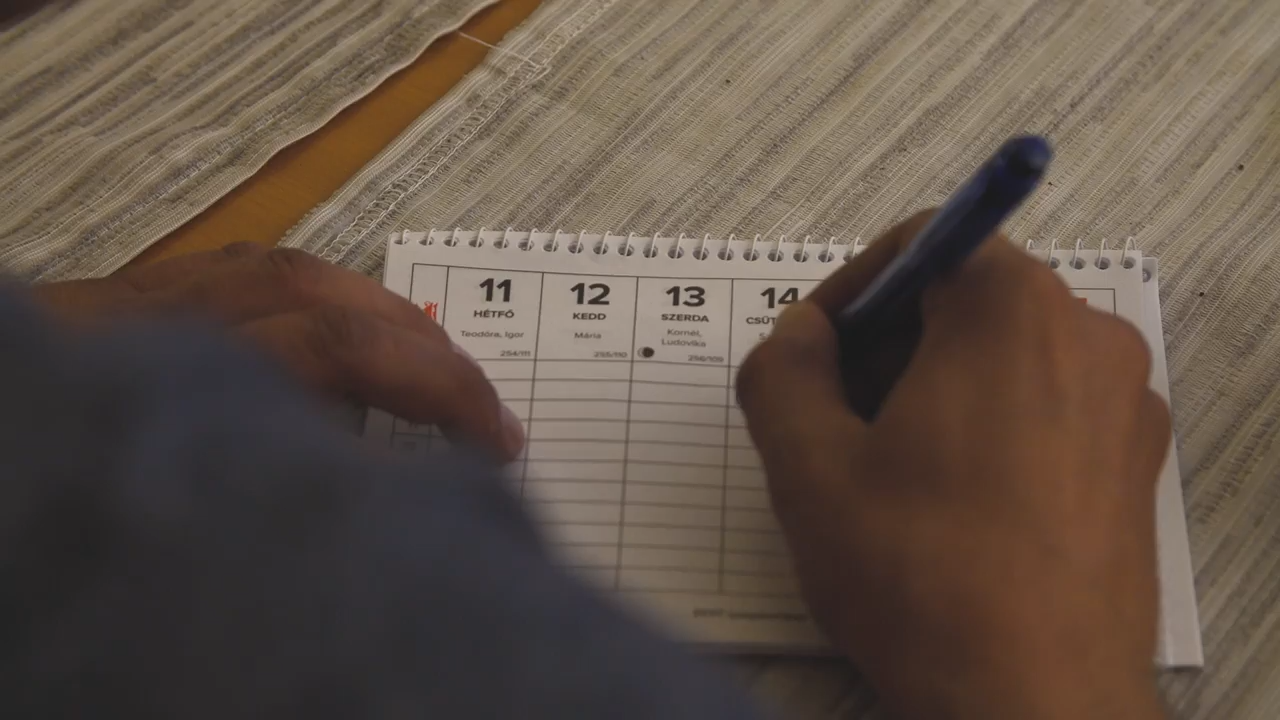 11 12 13 14
HÉTFŐ KEDD SZERDA CSÜT
Teodóra, Igor Mária Kornél,
Ludovika
254/111 255/110 256/109